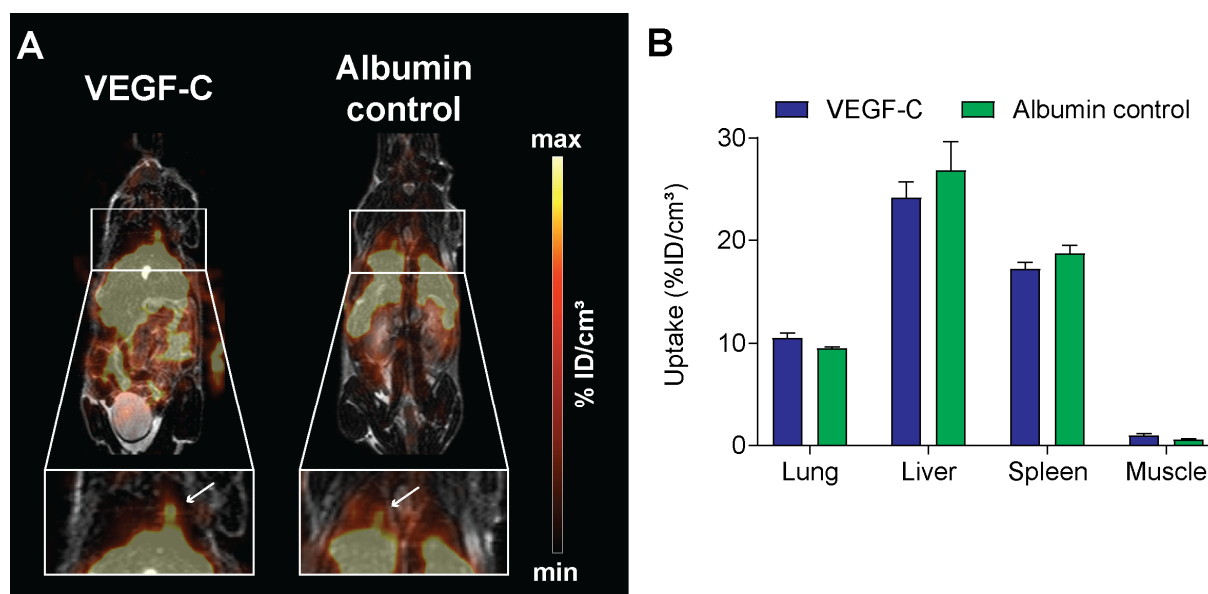 A
VEGF-C
Albumin
control
max
% ID/cm³
min
B
VEGF-C
Albumin control
Uptake (%ID/cm³)
30
20
10
0
Lung
Liver
Spleen
Muscle